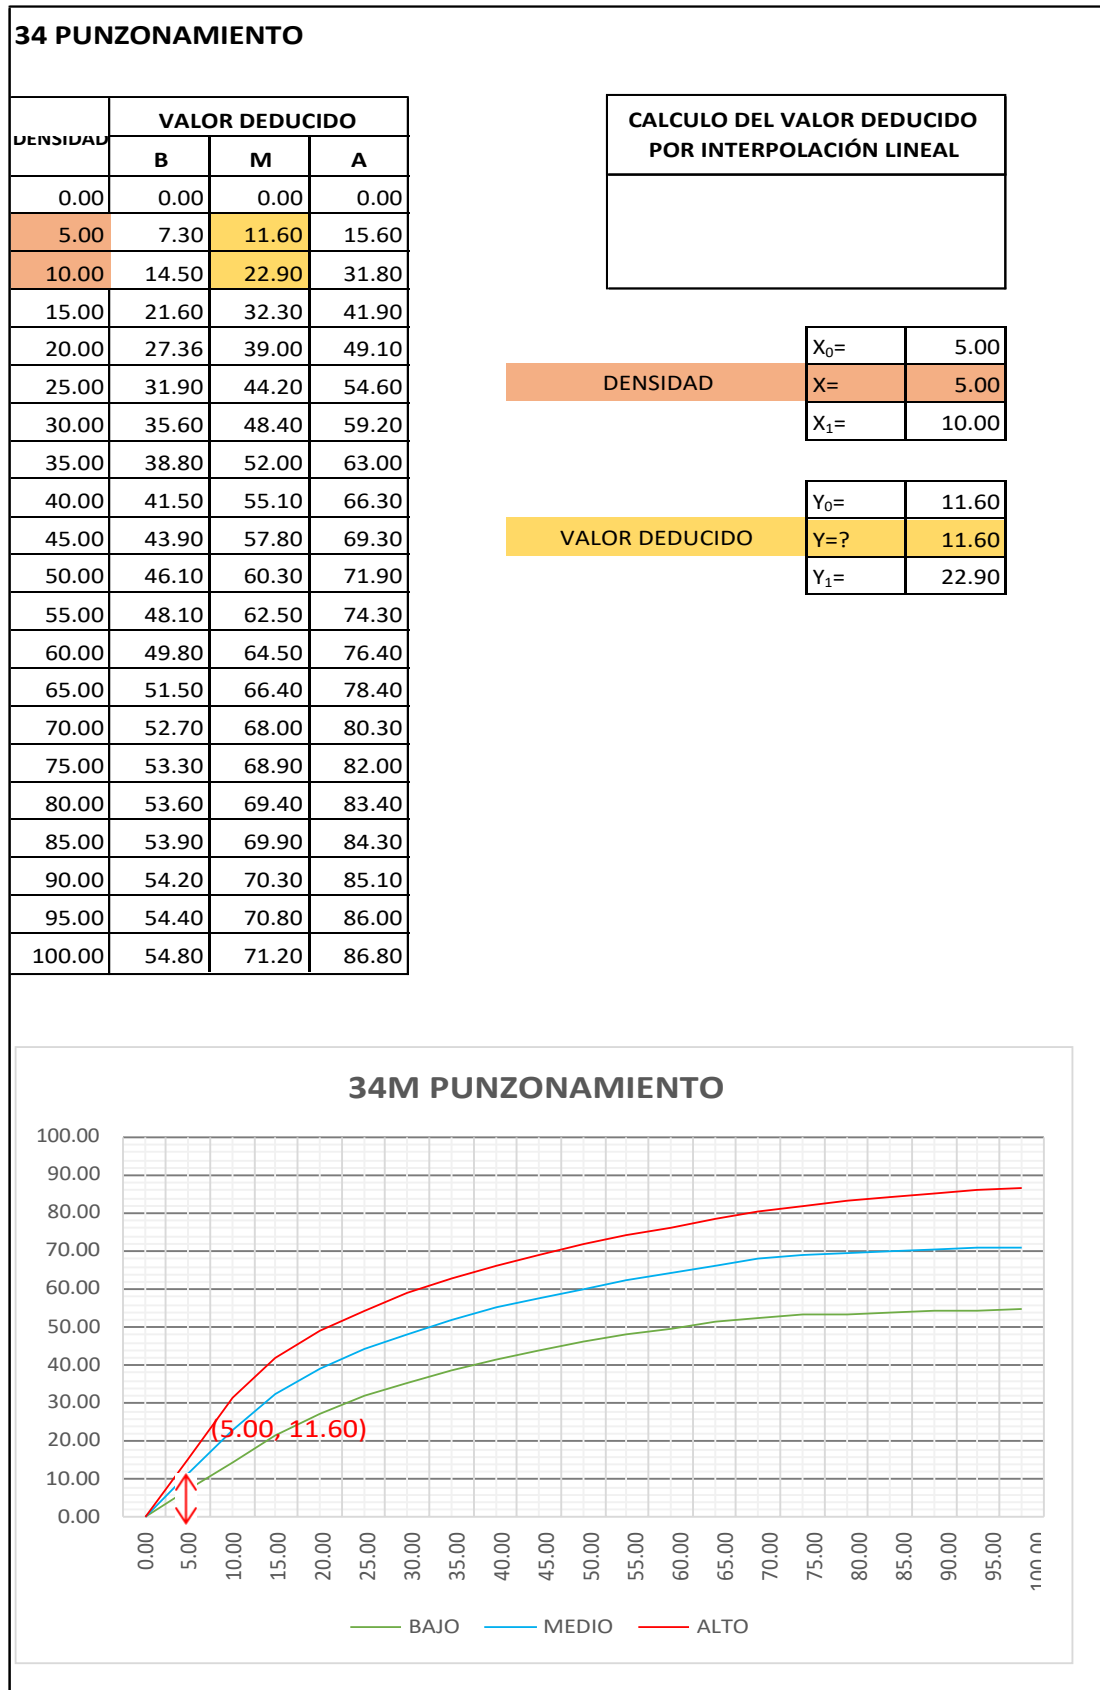 34 PUNZONAMIENTO
DENSIDAD VALOR DEDUCIDO
B M A
0.00 0.00 0.00 0.00
5.00 7.30 11.60 15.60
10.00 14.50 22.90 31.80
15.00 21.60 32.30 41.90
20.00 27.36 39.00 49.10
25.00 31.90 44.20 54.60
30.00 35.60 48.40 59.20
35.00 38.80 52.00 63.00
40.00 41.50 55.10 66.30
45.00 43.90 57.80 69.30
50.00 46.10 60.30 71.90
55.00 48.10 62.50 74.30
60.00 49.80 64.50 76.40
65.00 51.50 66.40 78.40
70.00 52.70 68.00 80.30
75.00 53.30 68.90 82.00
80.00 53.60 69.40 83.40
85.00 53.90 69.90 84.30
90.00 54.20 70.30 85.10
95.00 54.40 70.80 86.00
100.00 54.80 71.20 86.80
CALCULO DEL VALOR DEDUCIDO
POR INTERPOLACIÓN LINEAL
X₀= 5.00
DENSIDAD X= 5.00
X₁= 10.00
Y₀= 11.60
VALOR DEDUCIDO Y=? 11.60
Y₁= 22.90
34M PUNZONAMIENTO
100.00
90.00
80.00
70.00
60.00
50.00
40.00
30.00
20.00
10.00
0.00
(5.00, 11.60)
0.00 5.00 10.00 15.00 20.00 25.00 30.00 35.00 40.00 45.00 50.00 55.00 60.00 65.00 70.00 75.00 80.00 85.00 90.00 95.00 100.00
BAJO MEDIO ALTO